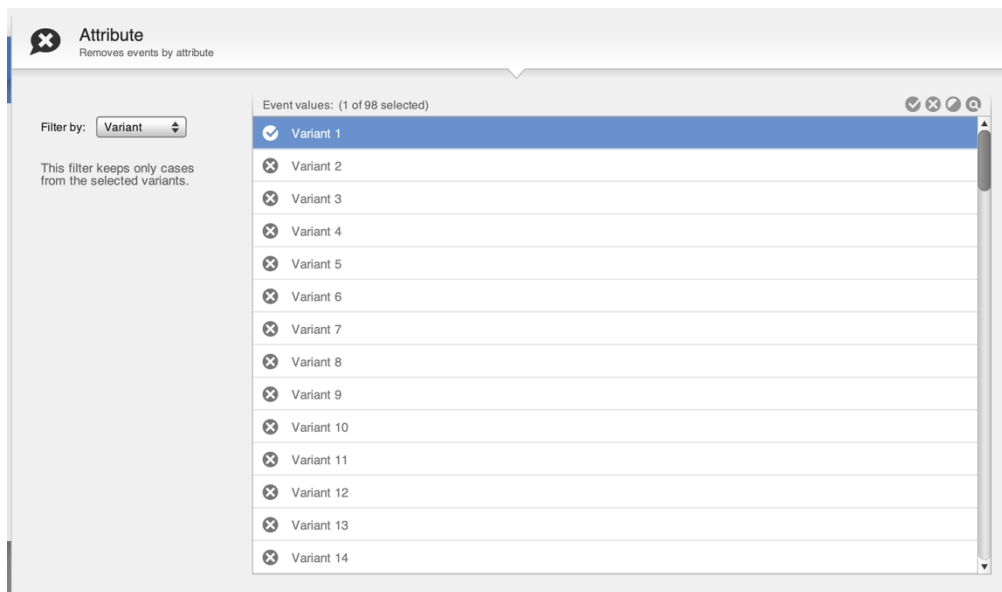 Attribute
Removes events by attribute
Event values: (1 of 98 selected)
Filter by: Variant
This filter keeps only cases
from the selected variants.
Variant 1
Variant 2
Variant 3
Variant 4
Variant 5
Variant 6
Variant 7
Variant 8
Variant 9
Variant 10
Variant 11
Variant 12
Variant 13
Variant 14